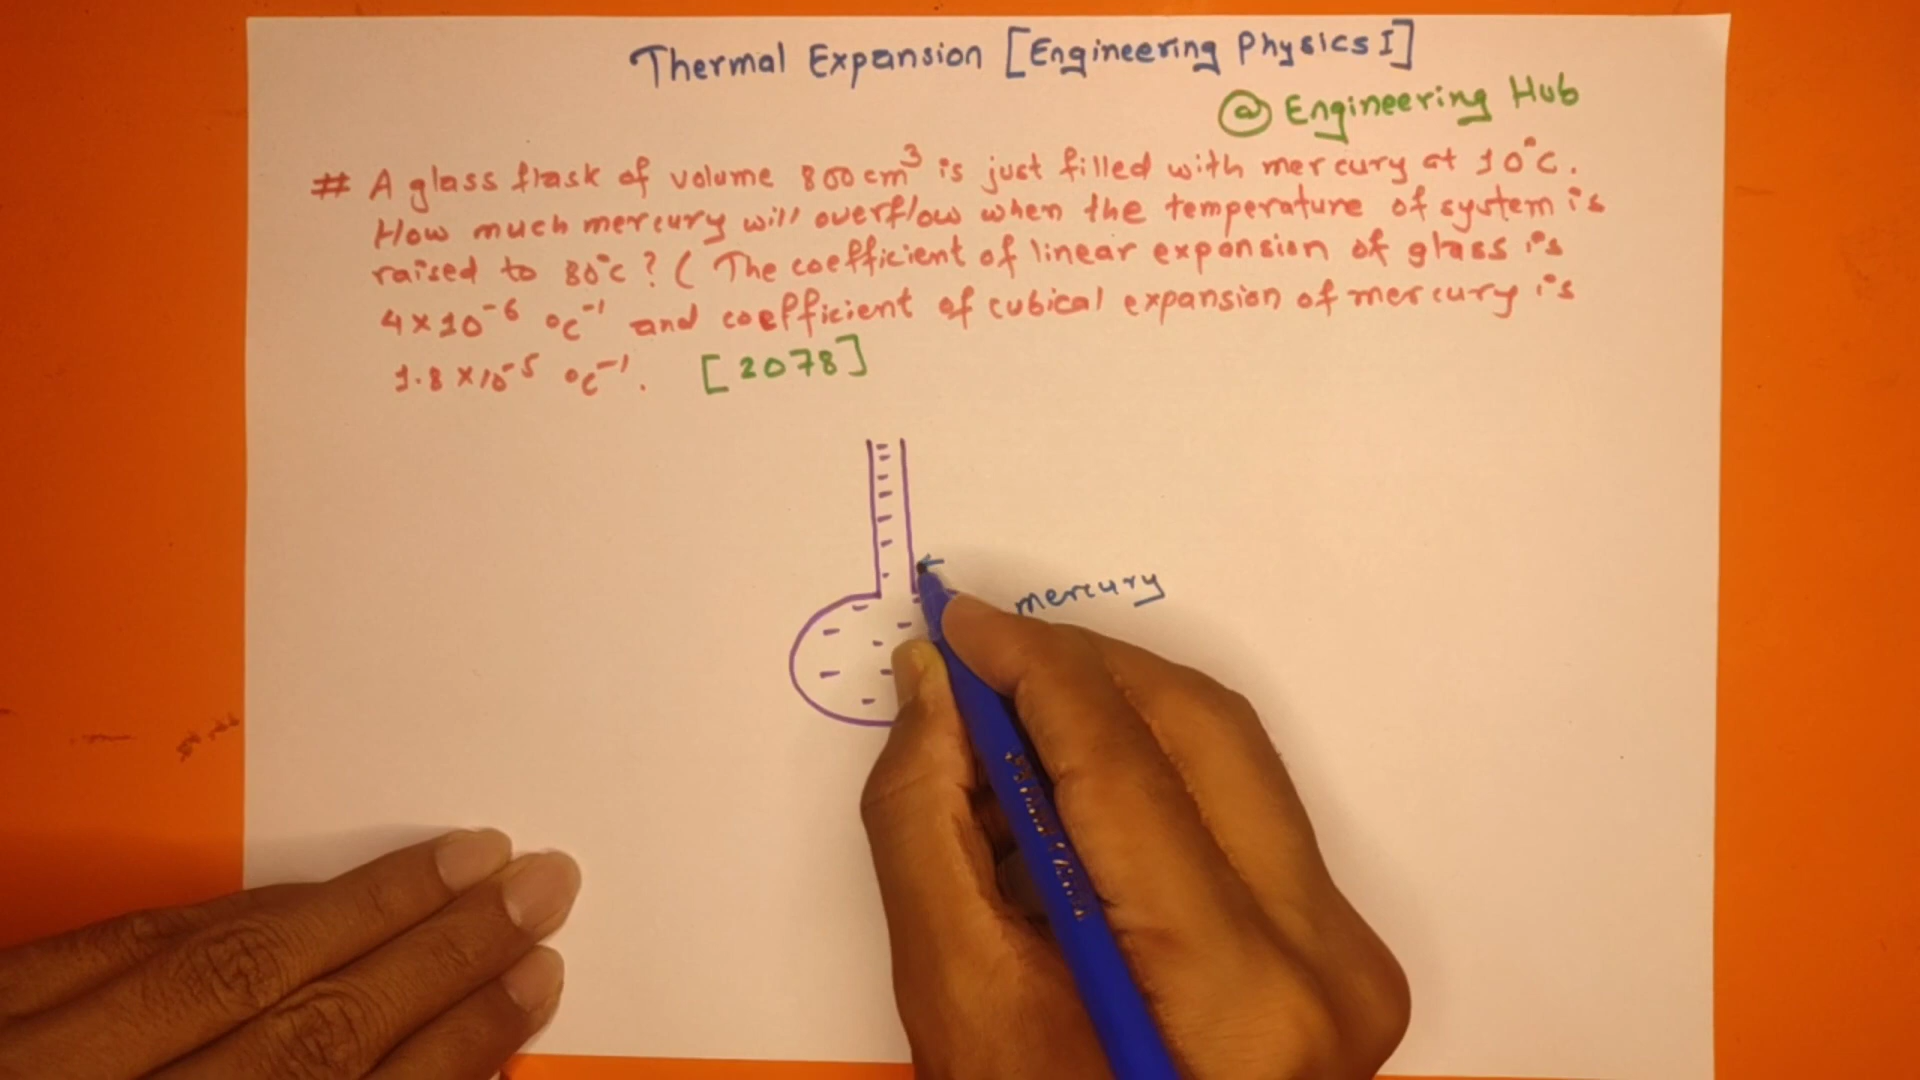 Thermal Expansion [Engineering Physics I]
@ Engineering Hub
# A glass flask of volume 800 cm³ is just filled with mercury at 10°C.
How much mercury will overflow when the temperature of system is
raised to 80°C? ( The coefficient of linear expansion of glass is
4×10⁻⁶ °C⁻¹ and coefficient of cubical expansion of mercury is
1.8×10⁻⁵ °C⁻¹. [2078]
mercury